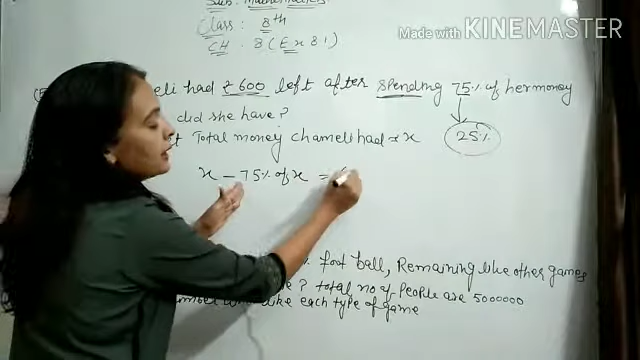 Made with KINEMASTER
Sub: Mathematics
Class: 8th
CH: 8 (Ex 8.1)
had ₹ 600 left after spending 75% of her money
did she have?
25%
Total money Chameli had = x
x - 75% of x =
foot ball, Remaining like other games
? total no of People are 5000000
like each type of game